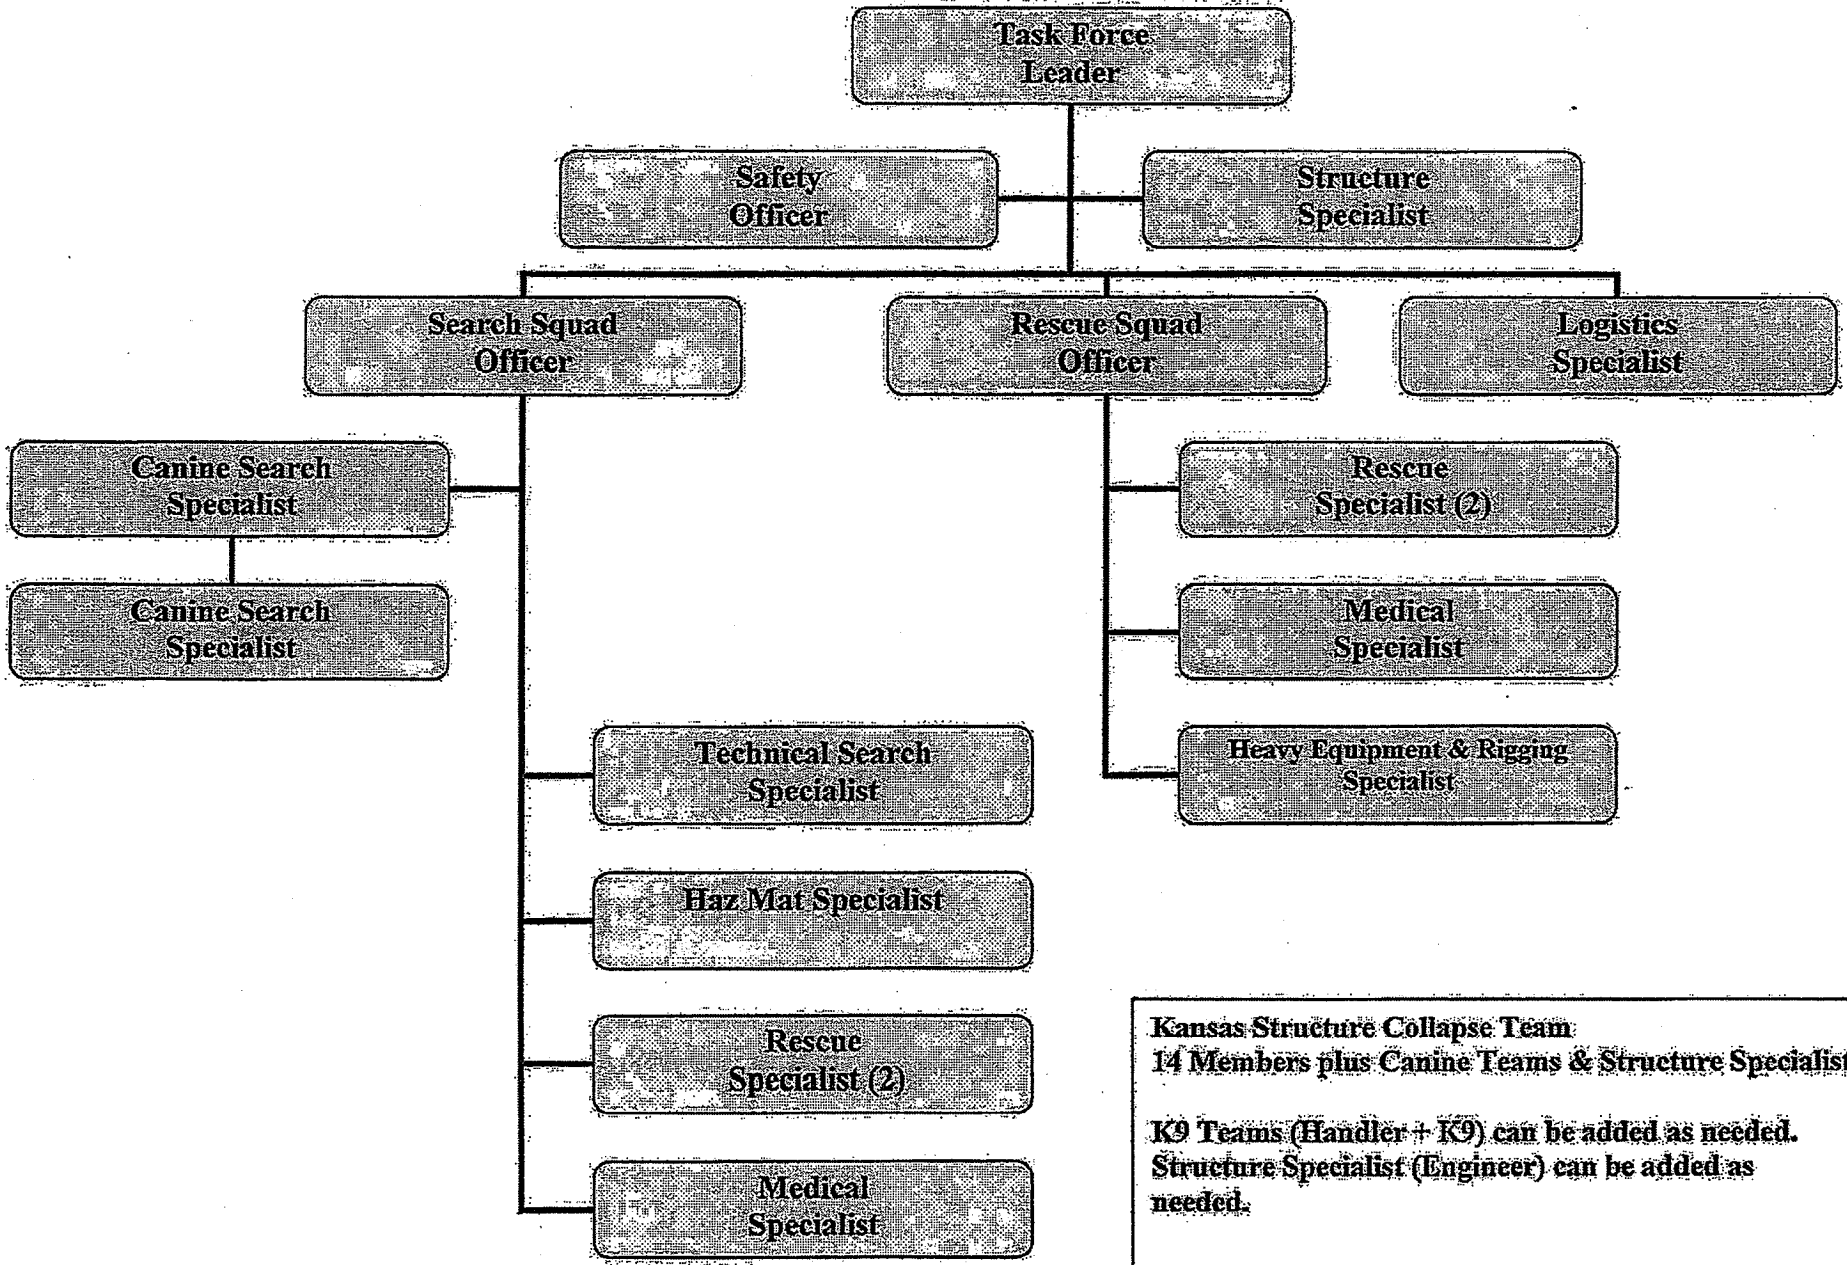 Task Force
Leader
Safety
Officer
Structure
Specialist
Search Squad
Officer
Rescue Squad
Officer
Logistics
Specialist
Canine Search
Specialist
Canine Search
Specialist
Rescue
Specialist (2)
Medical
Specialist
Heavy Equipment & Rigging
Specialist
Technical Search
Specialist
Haz Mat Specialist
Rescue
Specialist (2)
Medical
Specialist
Kansas Structure Collapse Team
14 Members plus Canine Teams & Structure Specialist
K9 Teams (Handler + K9) can be added as needed.
Structure Specialist (Engineer) can be added as
needed.